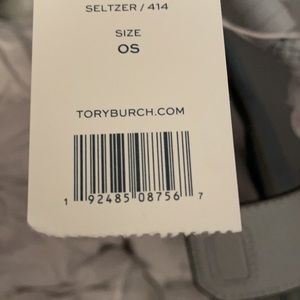 SELTZER / 414
SIZE
OS
TORYBURCH.COM
1 92485 08756 7